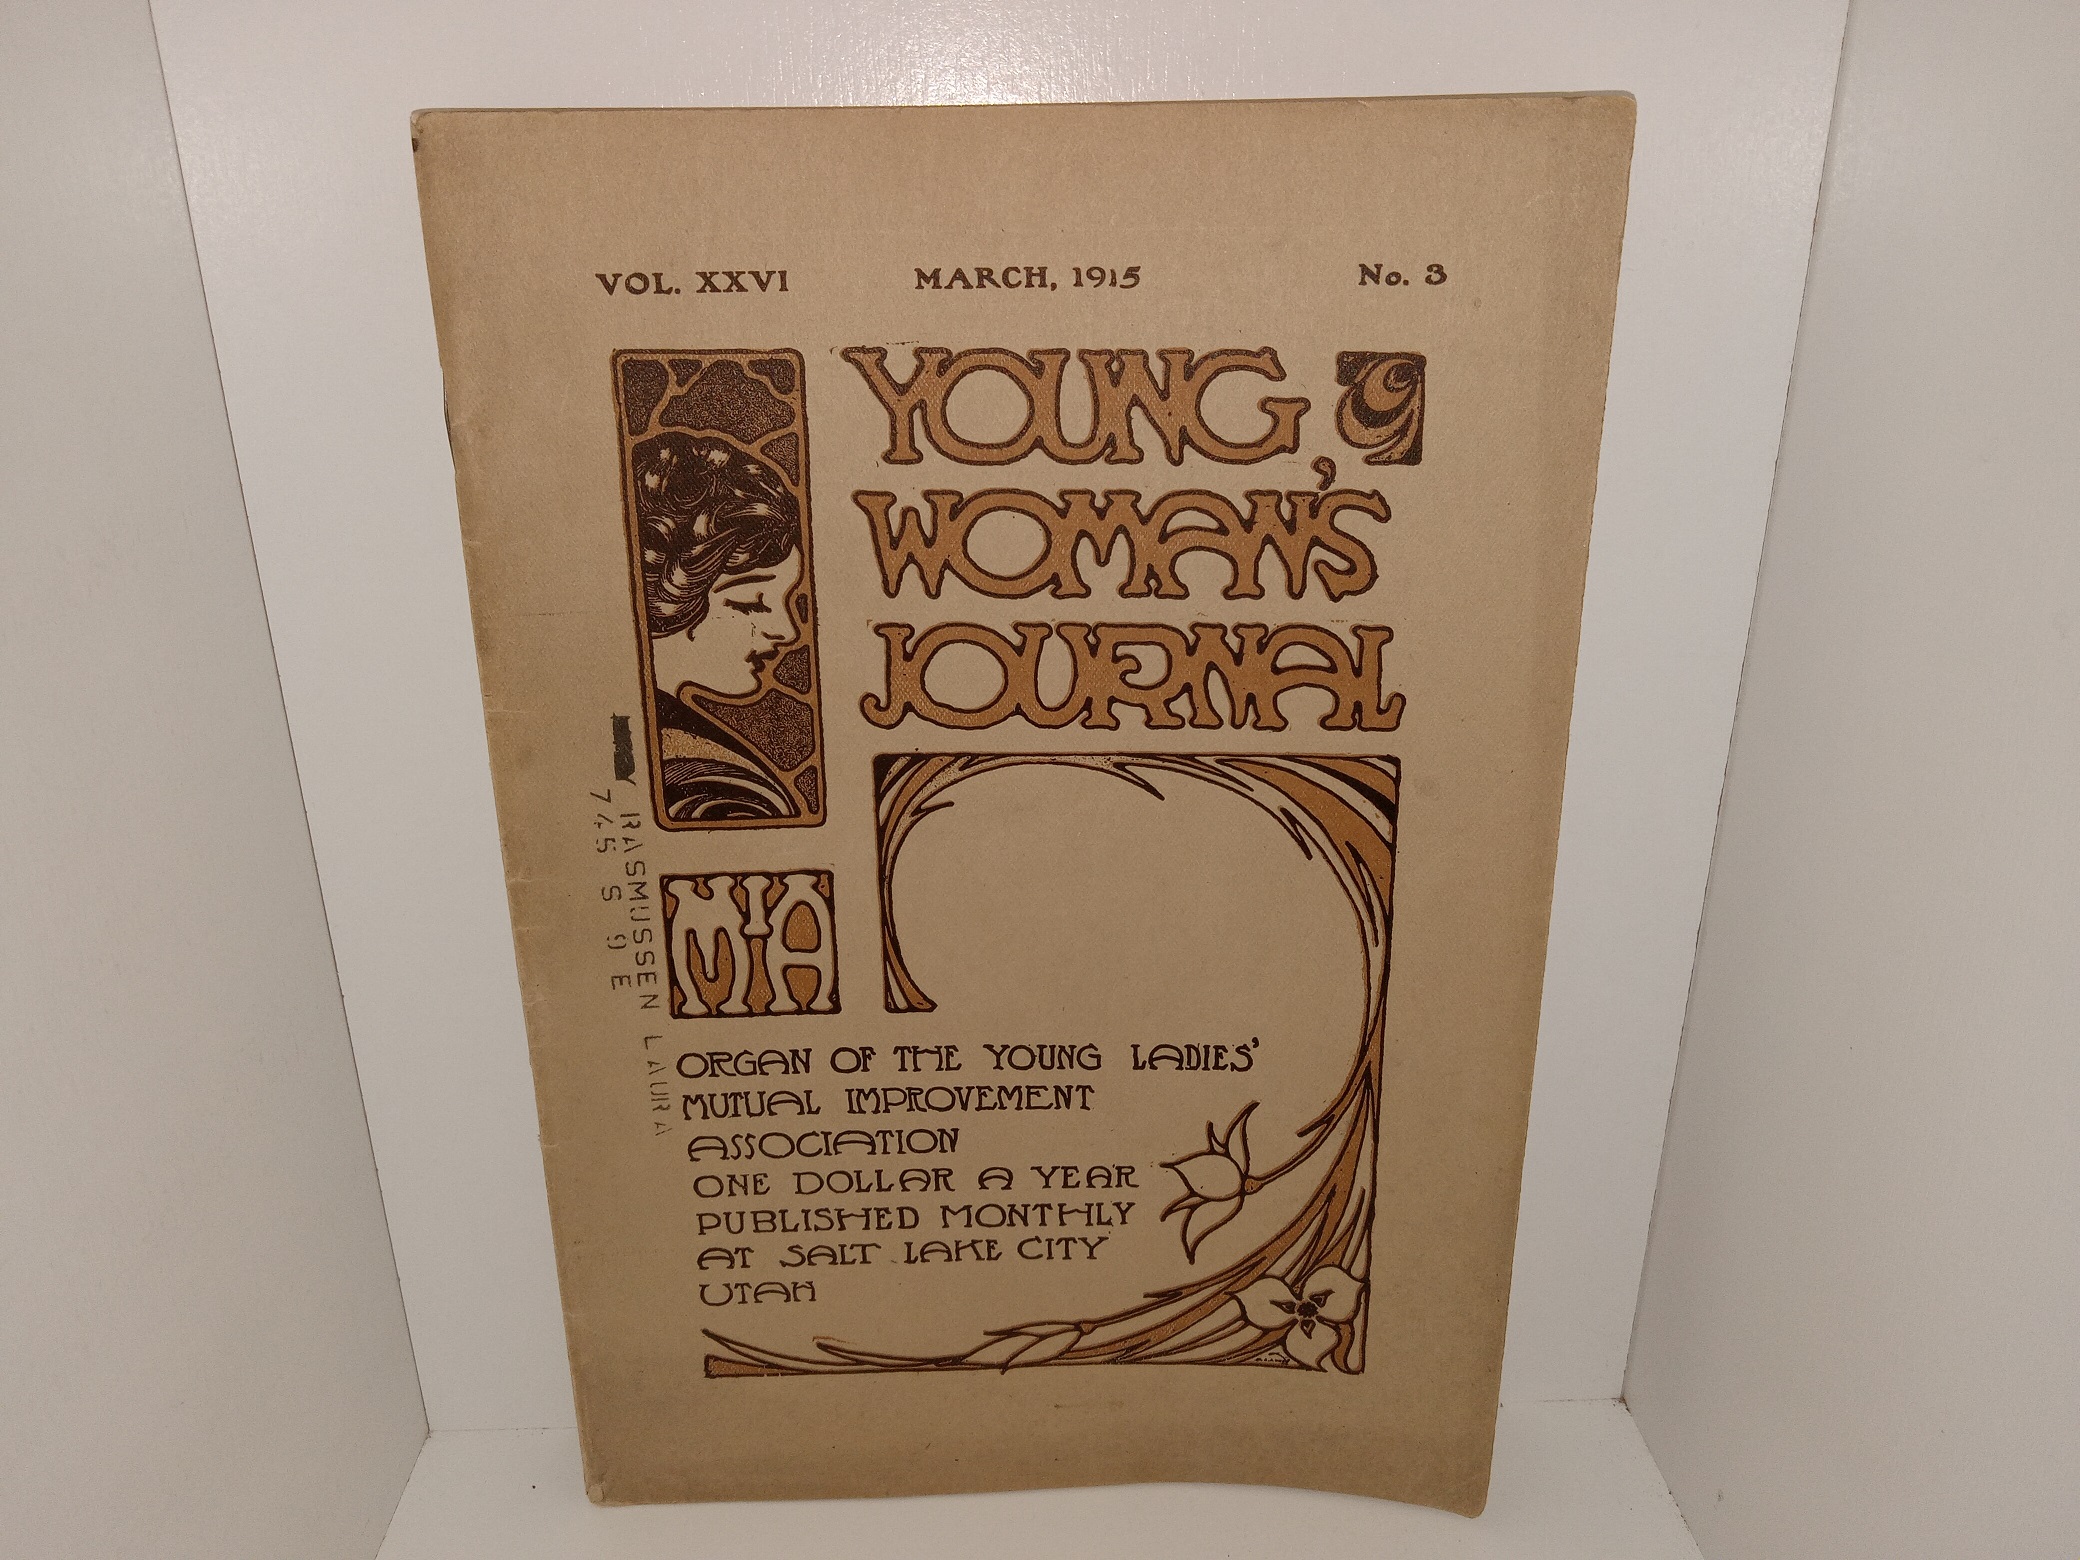 VOL. XXVI MARCH, 1915 No. 3
YOUNG
WOMAN'S
JOURNAL
MIA
RASMUSSEN LAURA
745 S 9 E
ORGAN OF THE YOUNG LADIES'
MUTUAL IMPROVEMENT
ASSOCIATION
ONE DOLLAR A YEAR
PUBLISHED MONTHLY
AT SALT LAKE CITY
UTAH